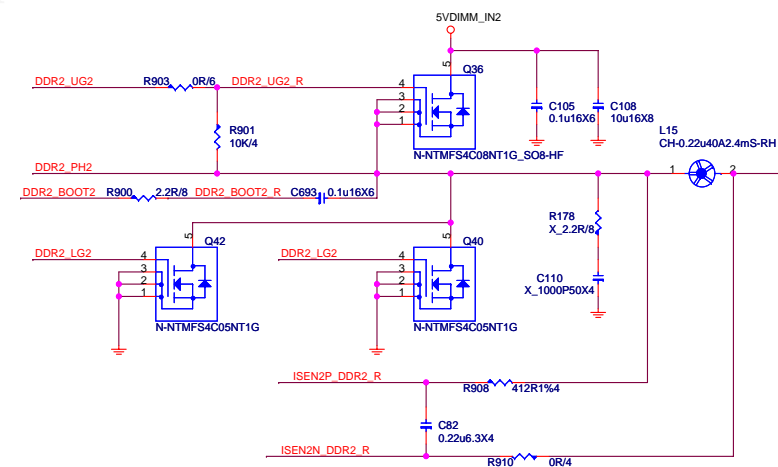 5VDIMM_IN2
DDR2_UG2
R903
0R/6
DDR2_UG2_R
5
Q36
4
3
2
1
N-NTMFS4C08NT1G_SO8-HF
C105
0.1u16X6
C108
10u16X8
L15
CH-0.22u40A2.4mS-RH
R901
10K/4
DDR2_PH2
1
2
DDR2_BOOT2
R900
2.2R/8
DDR2_BOOT2_R
C693
0.1u16X6
R178
X_2.2R/8
DDR2_LG2
5
Q42
4
3
2
1
N-NTMFS4C05NT1G
DDR2_LG2
5
Q40
4
3
2
1
N-NTMFS4C05NT1G
C110
X_1000P50X4
ISEN2P_DDR2_R
R908
412R1%4
C82
0.22u6.3X4
ISEN2N_DDR2_R
R910
0R/4